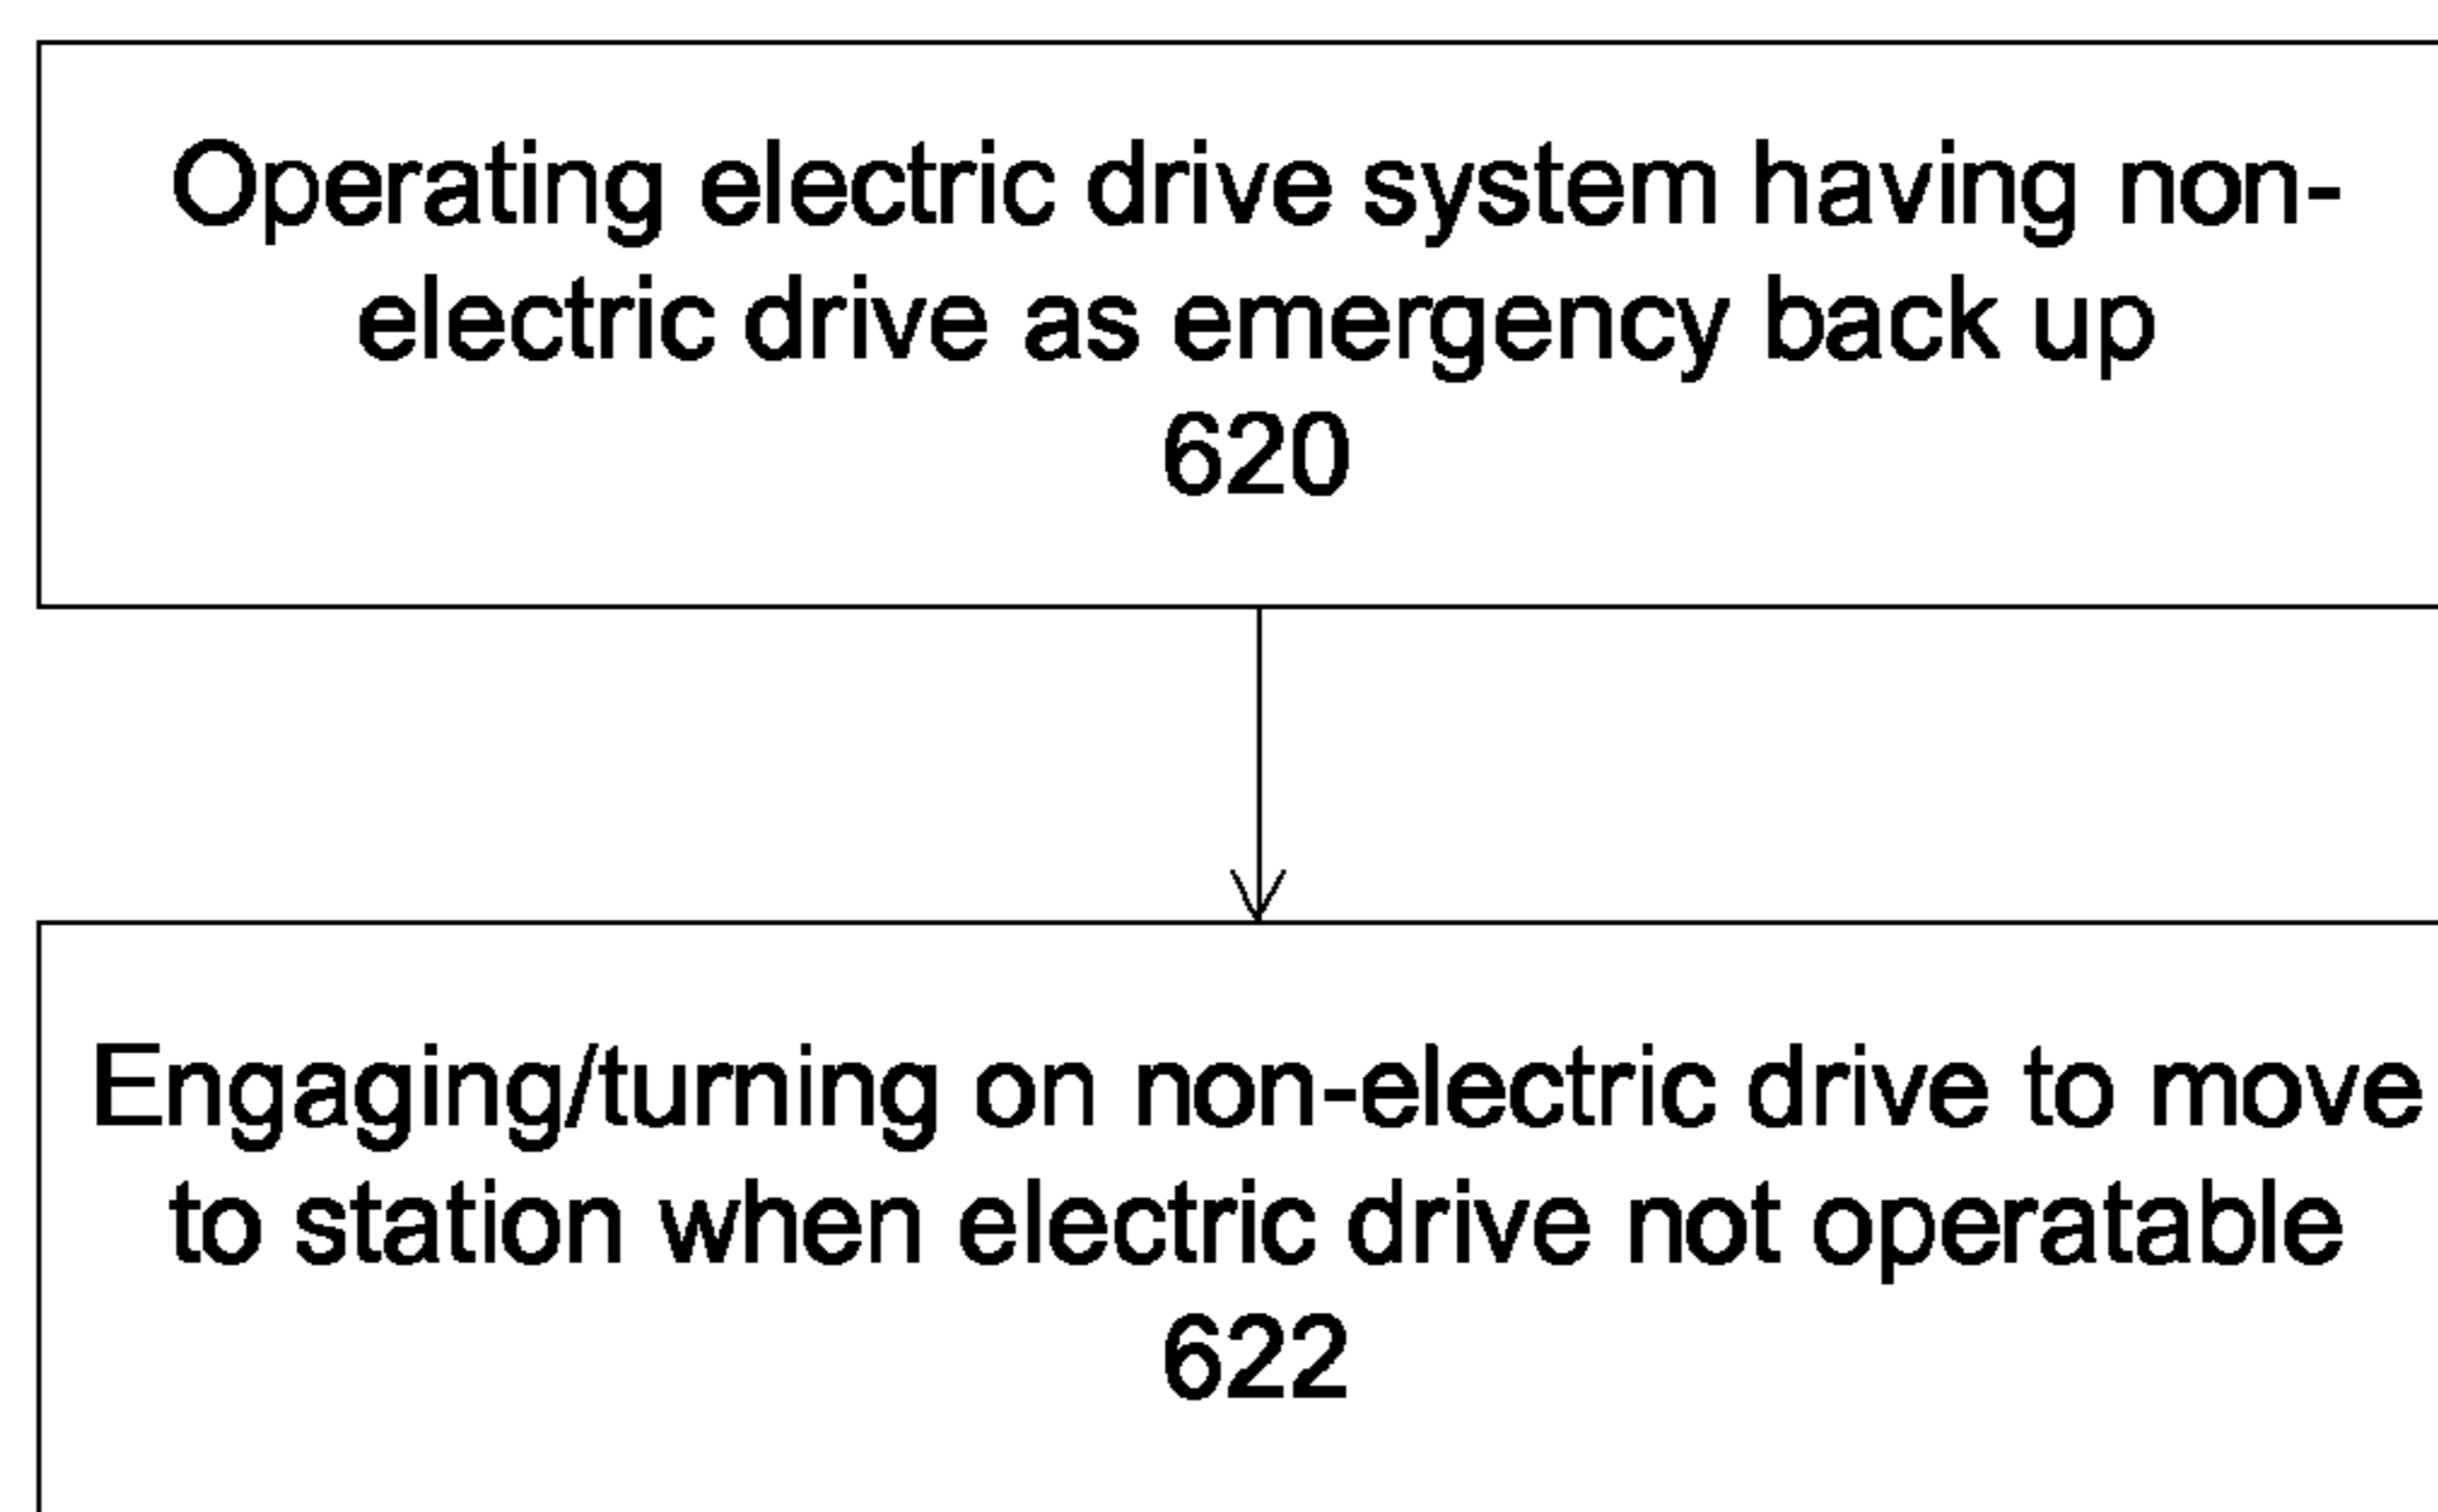 Operating electric drive system having non-
electric drive as emergency back up
620
Engaging/turning on non-electric drive to move
to station when electric drive not operatable
622